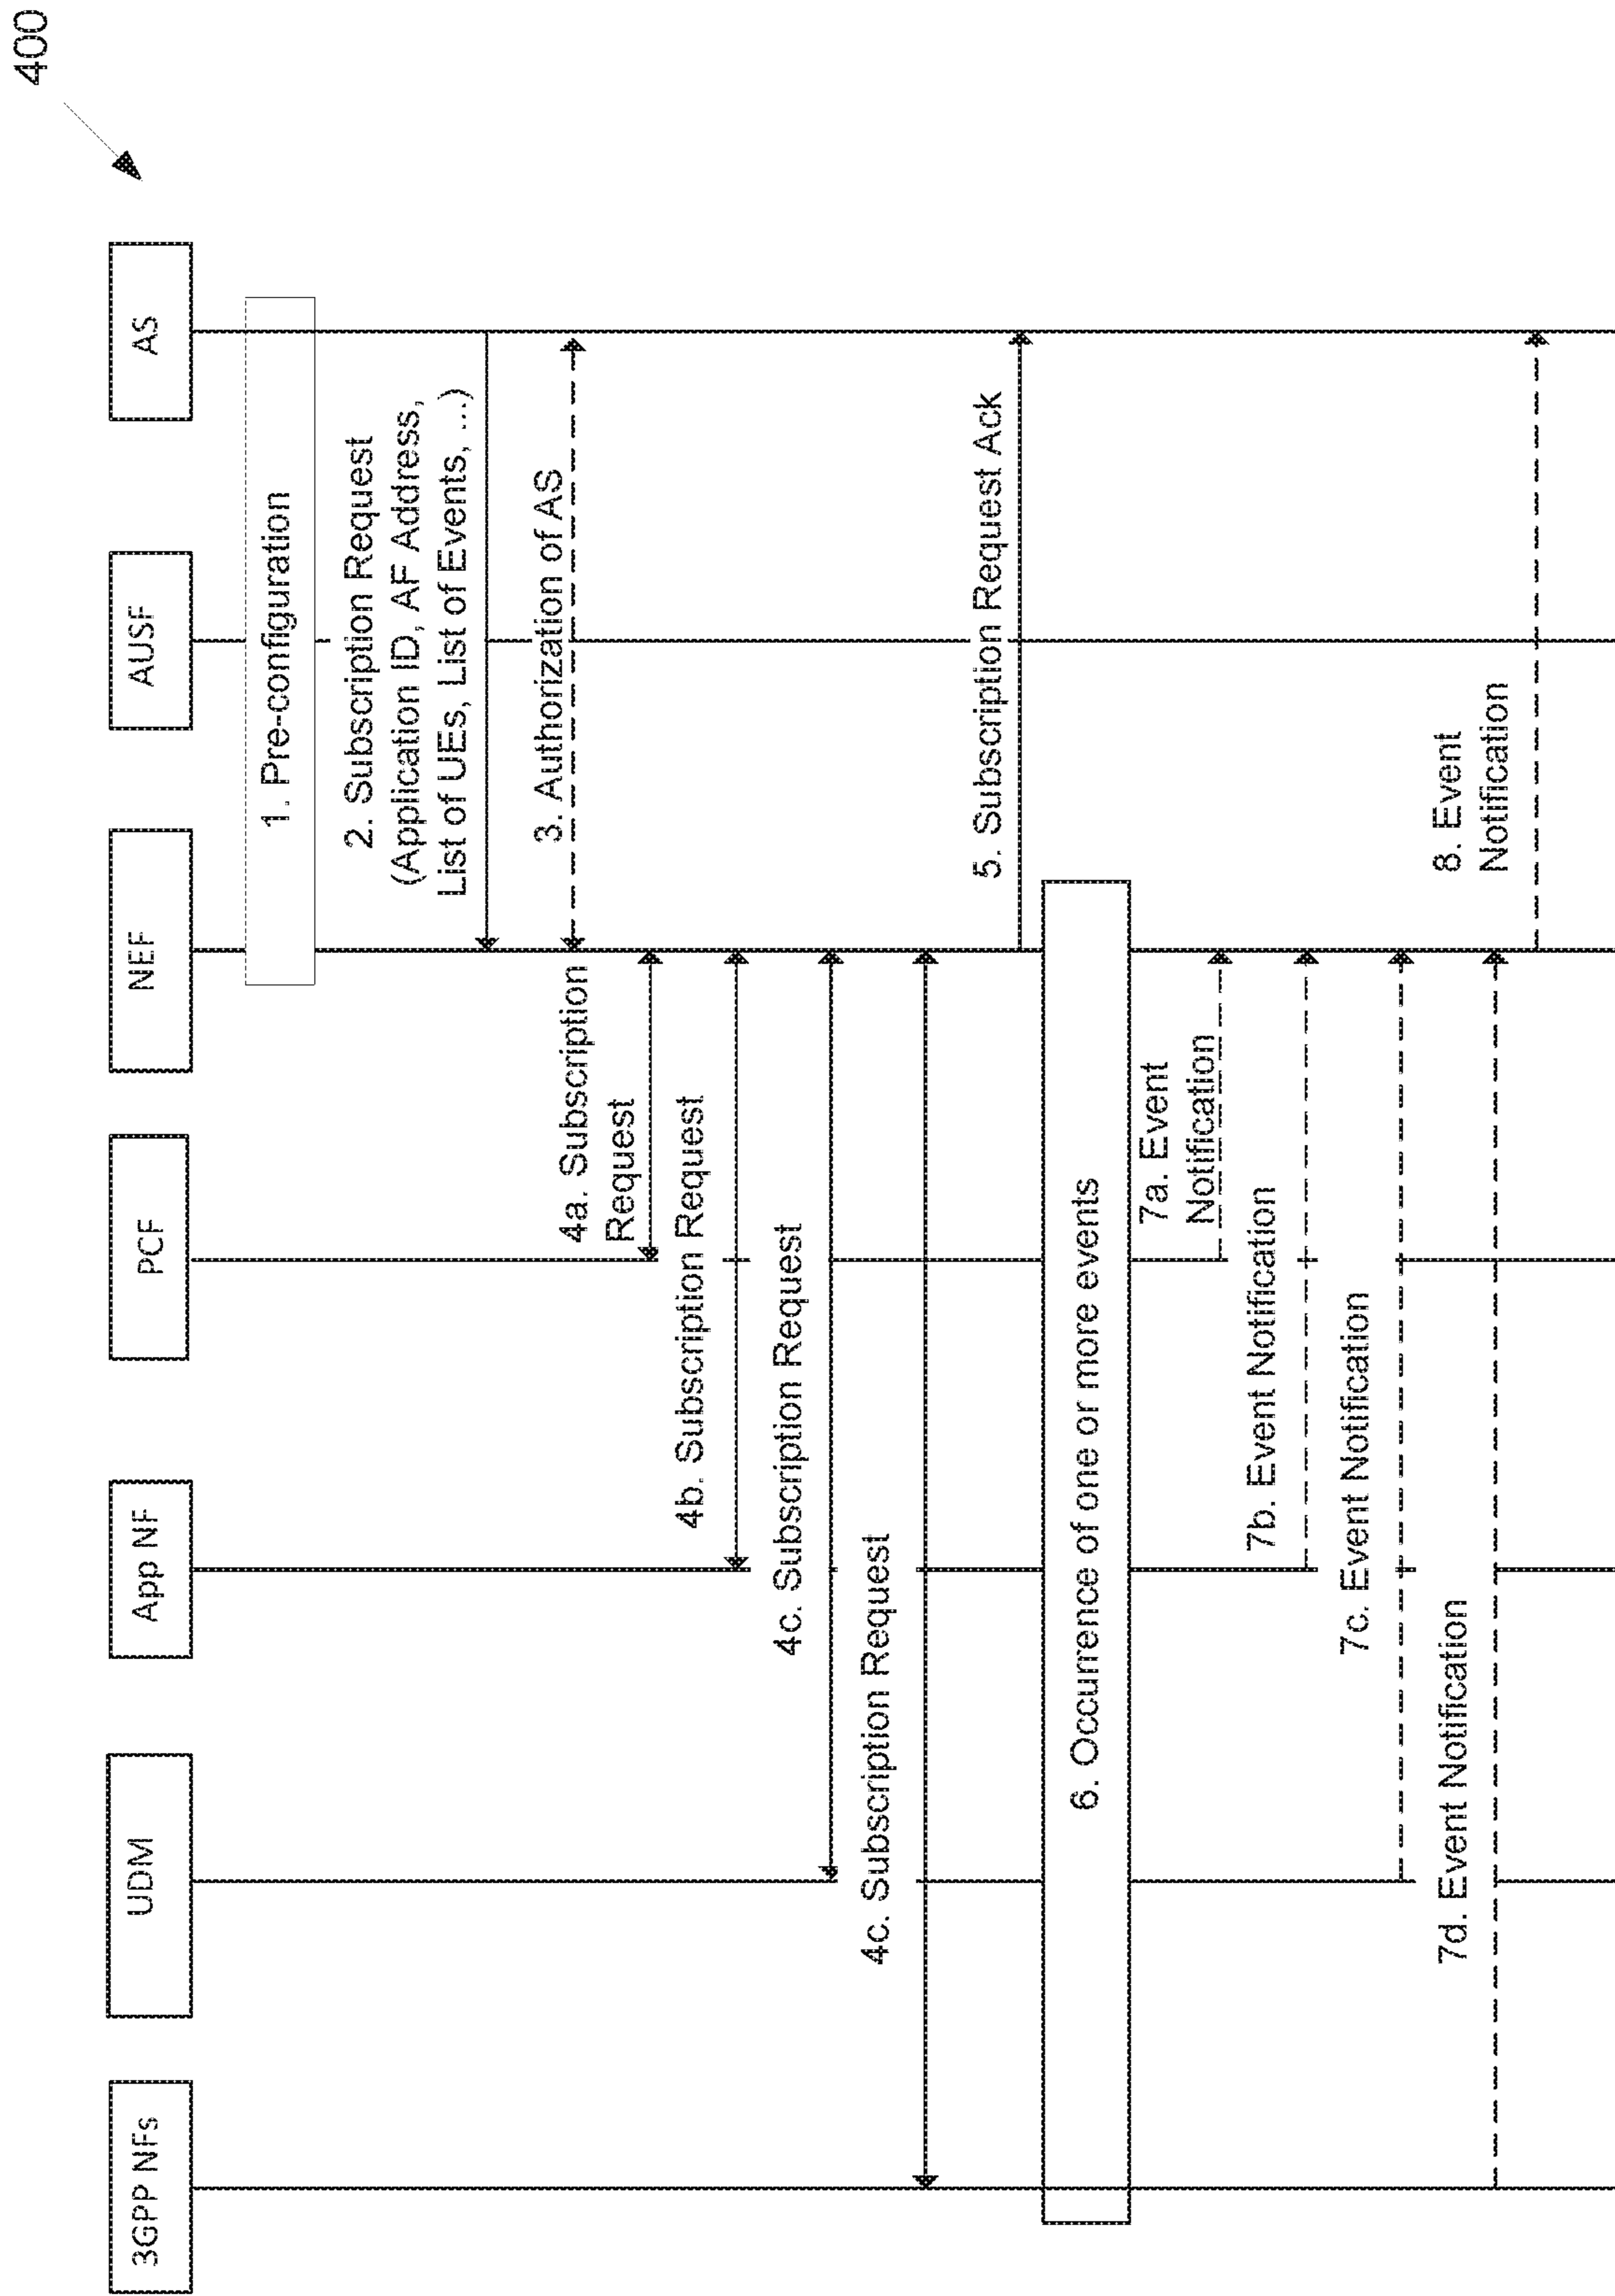 400
3GPP NFs
UDM
App NF
PCF
NEF
AUSF
AS
1. Pre-configuration
2. Subscription Request
(Application ID, AF Address,
List of UEs, List of Events, ...)
3. Authorization of AS
4a. Subscription
Request
4b. Subscription Request
4c. Subscription Request
4c. Subscription Request
5. Subscription Request Ack
6. Occurrence of one or more events
7a. Event
Notification
7b. Event Notification
7c. Event Notification
7d. Event Notification
8. Event
Notification